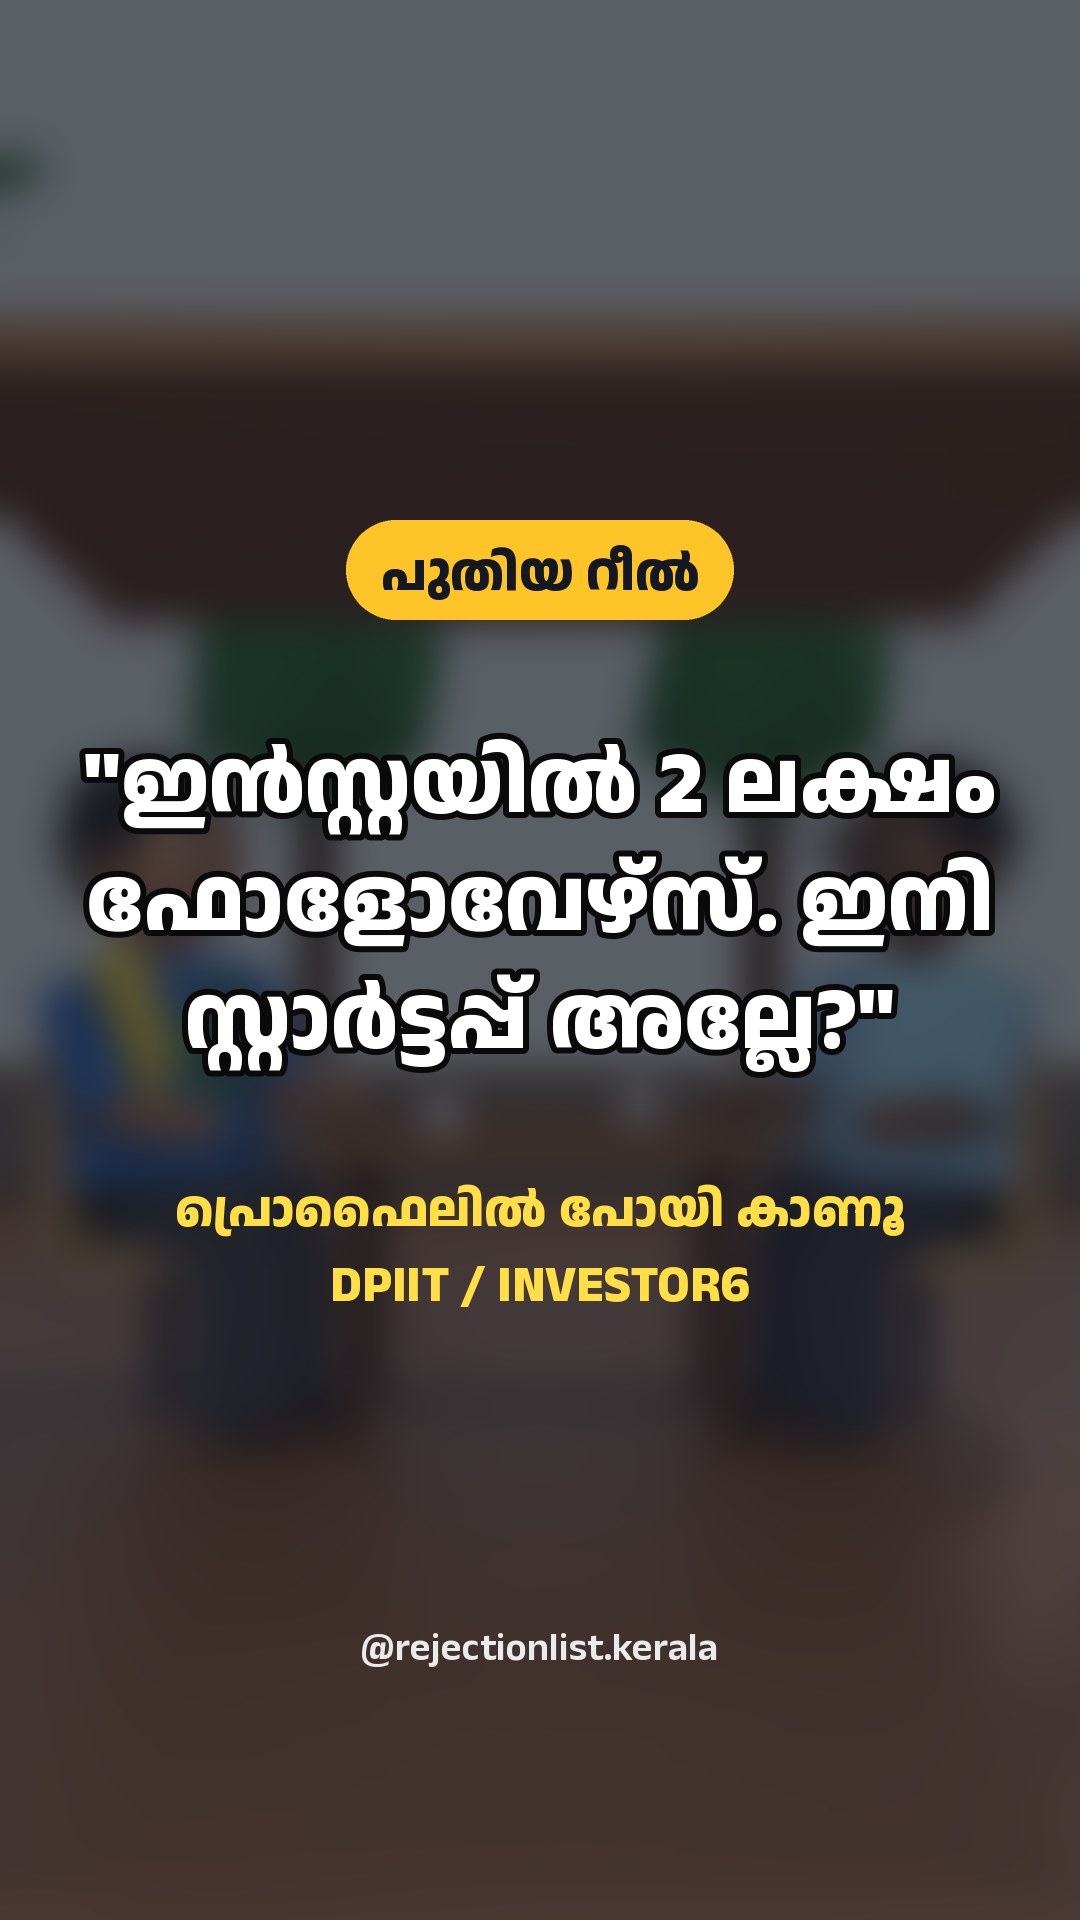 പുതിയ റീൽ
"ഇൻസ്റ്റയിൽ 2 ലക്ഷം
ഫോളോവേഴ്സ്. ഇനി
സ്റ്റാർട്ടപ്പ് അല്ലേ?"
പ്രൊഫൈലിൽ പോയി കാണൂ
DPIIT / INVESTOR6
@rejectionlist.kerala